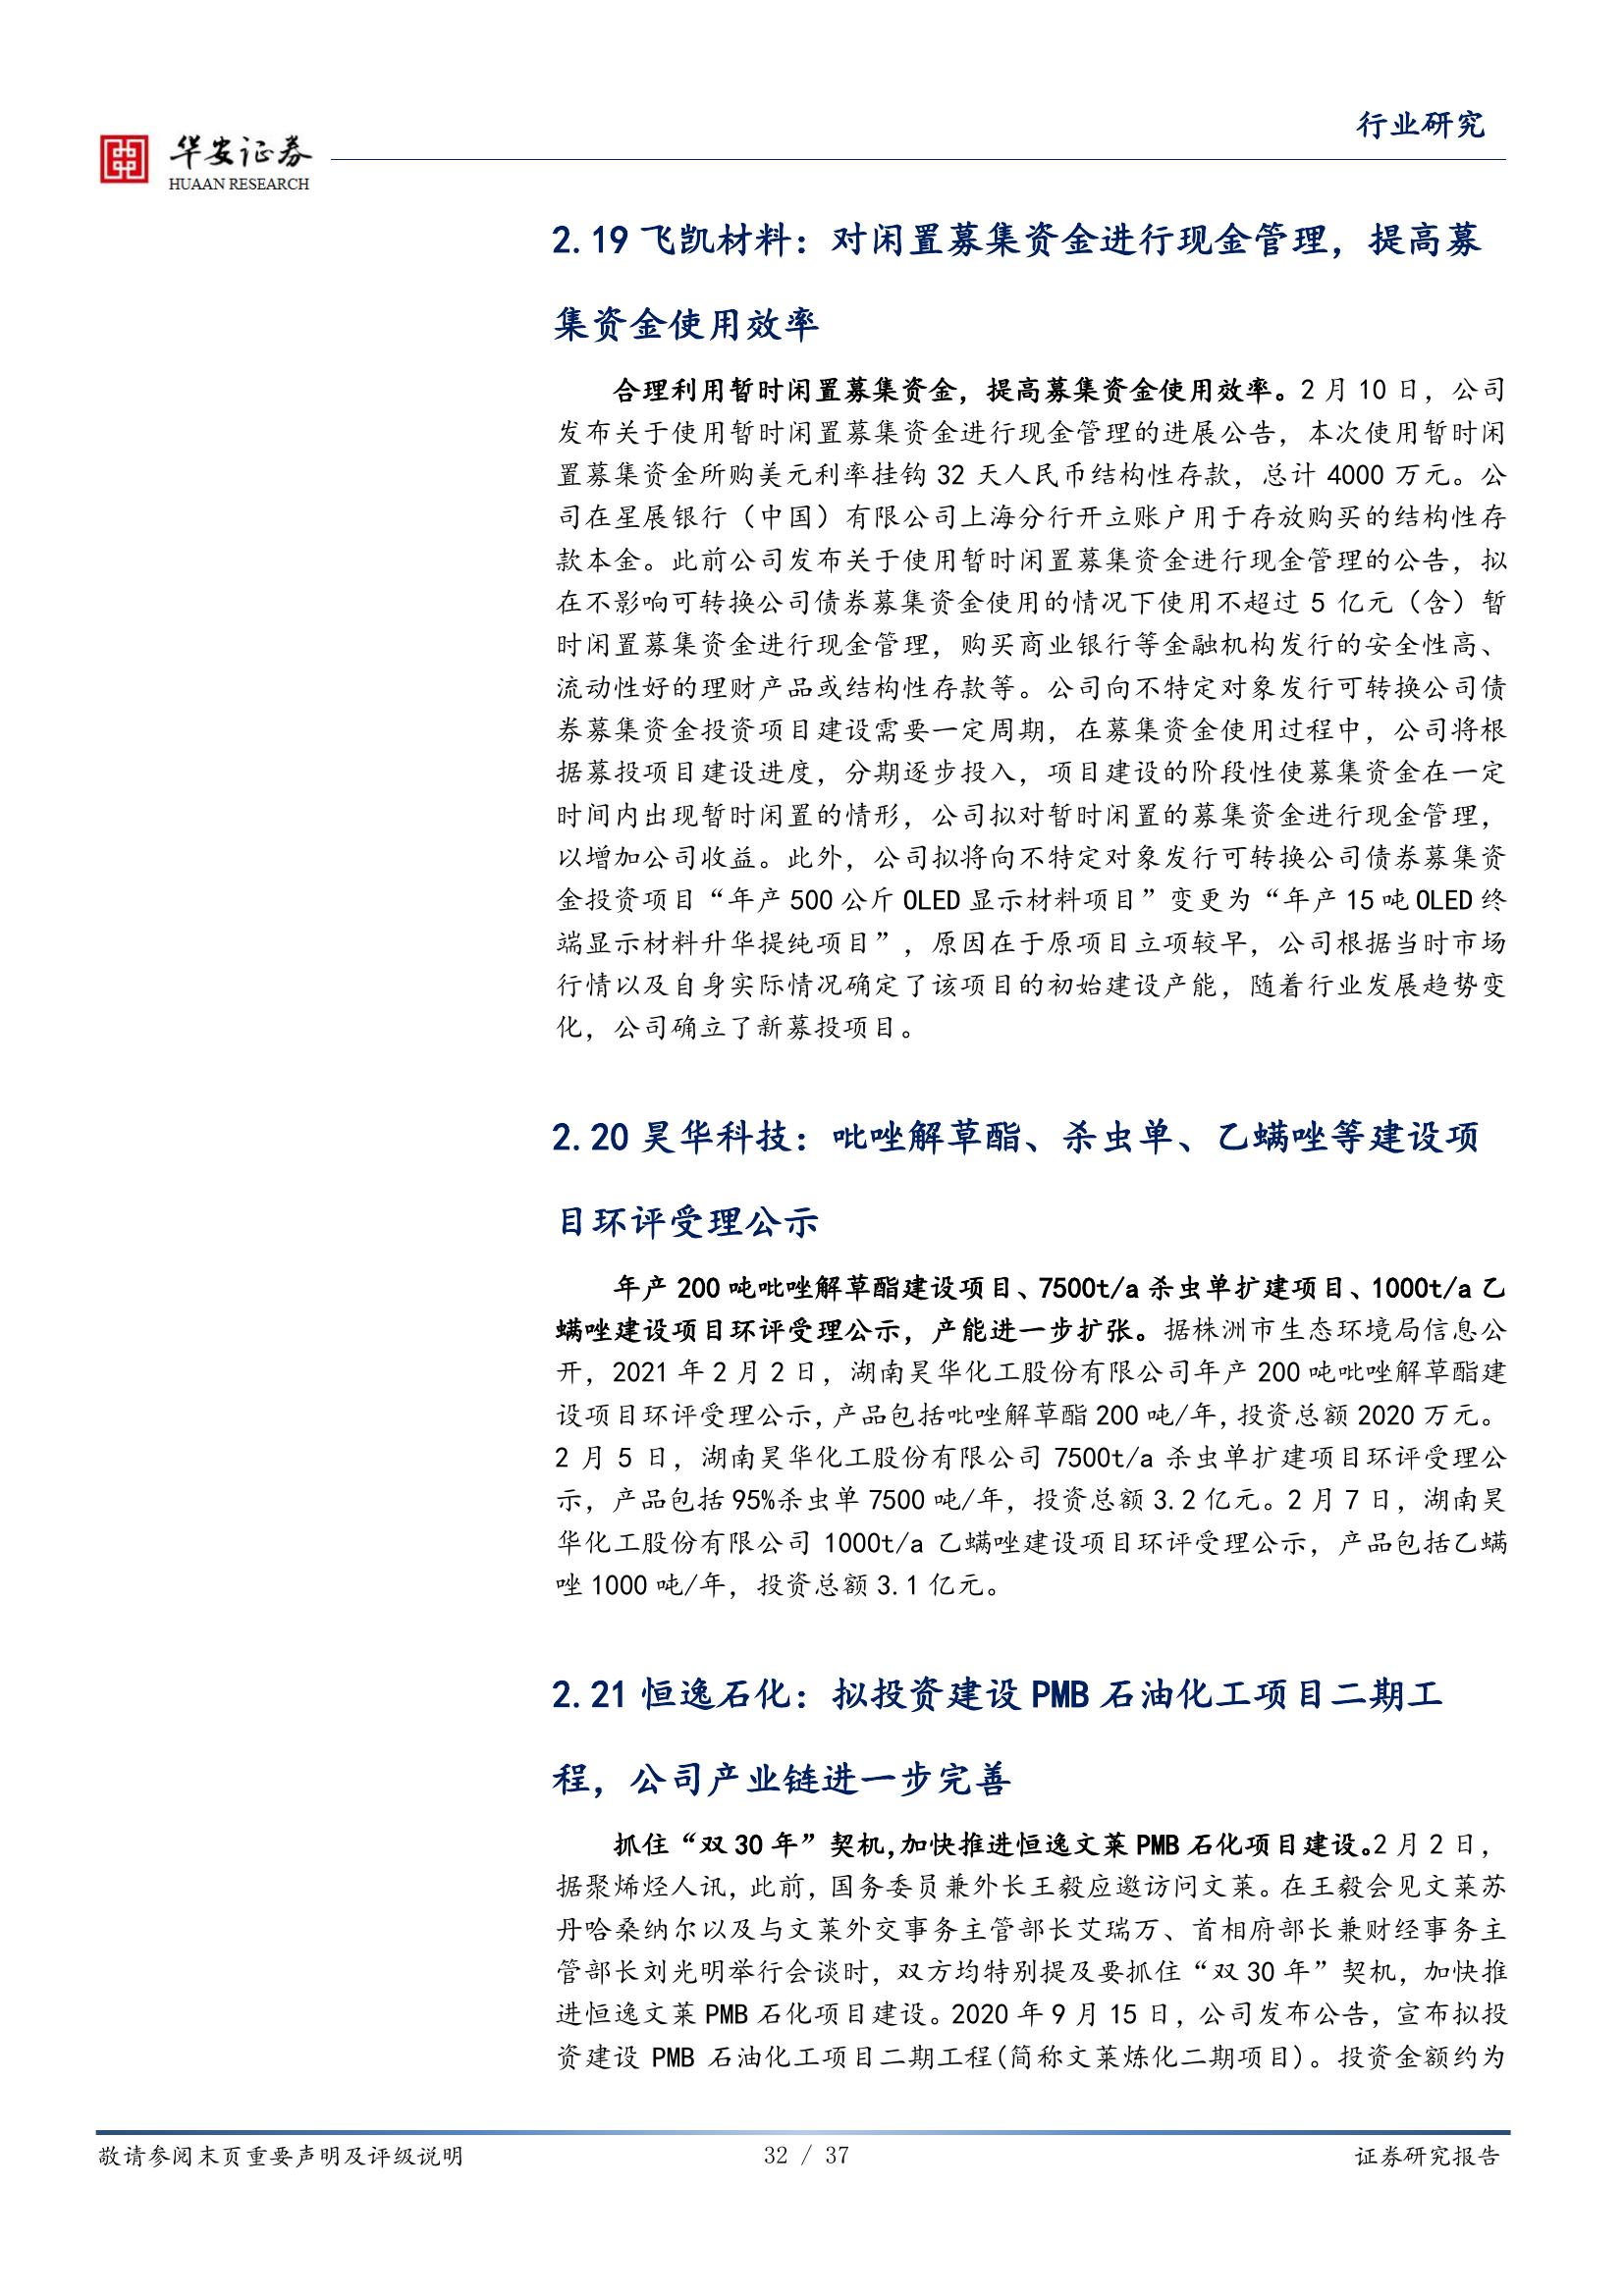 行业研究
华安证券
HUAAN RESEARCH
2.19 飞凯材料：对闲置募集资金进行现金管理，提高募
集资金使用效率
合理利用暂时闲置募集资金，提高募集资金使用效率。2 月 10 日，公司
发布关于使用暂时闲置募集资金进行现金管理的进展公告，本次使用暂时闲
置募集资金所购美元利率挂钩 32 天人民币结构性存款，总计 4000 万元。公
司在星展银行（中国）有限公司上海分行开立账户用于存放购买的结构性存
款本金。此前公司发布关于使用暂时闲置募集资金进行现金管理的公告，拟
在不影响可转换公司债券募集资金使用的情况下使用不超过 5 亿元（含）暂
时闲置募集资金进行现金管理，购买商业银行等金融机构发行的安全性高、
流动性好的理财产品或结构性存款等。公司向不特定对象发行可转换公司债
券募集资金投资项目建设需要一定周期，在募集资金使用过程中，公司将根
据募投项目建设进度，分期逐步投入，项目建设的阶段性使募集资金在一定
时间内出现暂时闲置的情形，公司拟对暂时闲置的募集资金进行现金管理，
以增加公司收益。此外，公司拟将向不特定对象发行可转换公司债券募集资
金投资项目“年产 500 公斤 OLED 显示材料项目”变更为“年产 15 吨 OLED 终
端显示材料升华提纯项目”，原因在于原项目立项较早，公司根据当时市场
行情以及自身实际情况确定了该项目的初始建设产能，随着行业发展趋势变
化，公司确立了新募投项目。
2.20 昊华科技：吡唑解草酯、杀虫单、乙螨唑等建设项
目环评受理公示
年产 200 吨吡唑解草酯建设项目、7500t/a 杀虫单扩建项目、1000t/a 乙
螨唑建设项目环评受理公示，产能进一步扩张。据株洲市生态环境局信息公
开，2021 年 2 月 2 日，湖南昊华化工股份有限公司年产 200 吨吡唑解草酯建
设项目环评受理公示，产品包括吡唑解草酯 200 吨/年，投资总额 2020 万元。
2 月 5 日，湖南昊华化工股份有限公司 7500t/a 杀虫单扩建项目环评受理公
示，产品包括 95%杀虫单 7500 吨/年，投资总额 3.2 亿元。2 月 7 日，湖南昊
华化工股份有限公司 1000t/a 乙螨唑建设项目环评受理公示，产品包括乙螨
唑 1000 吨/年，投资总额 3.1 亿元。
2.21 恒逸石化：拟投资建设 PMB 石油化工项目二期工
程，公司产业链进一步完善
抓住“双 30 年”契机,加快推进恒逸文莱 PMB 石化项目建设。2 月 2 日，
据聚烯烃人讯，此前，国务委员兼外长王毅应邀访问文莱。在王毅会见文莱苏
丹哈桑纳尔以及与文莱外交事务主管部长艾瑞万、首相府部长兼财经事务主
管部长刘光明举行会谈时，双方均特别提及要抓住“双 30 年”契机，加快推
进恒逸文莱 PMB 石化项目建设。2020 年 9 月 15 日，公司发布公告，宣布拟投
资建设 PMB 石油化工项目二期工程(简称文莱炼化二期项目)。投资金额约为
敬请参阅末页重要声明及评级说明
32 / 37
证券研究报告